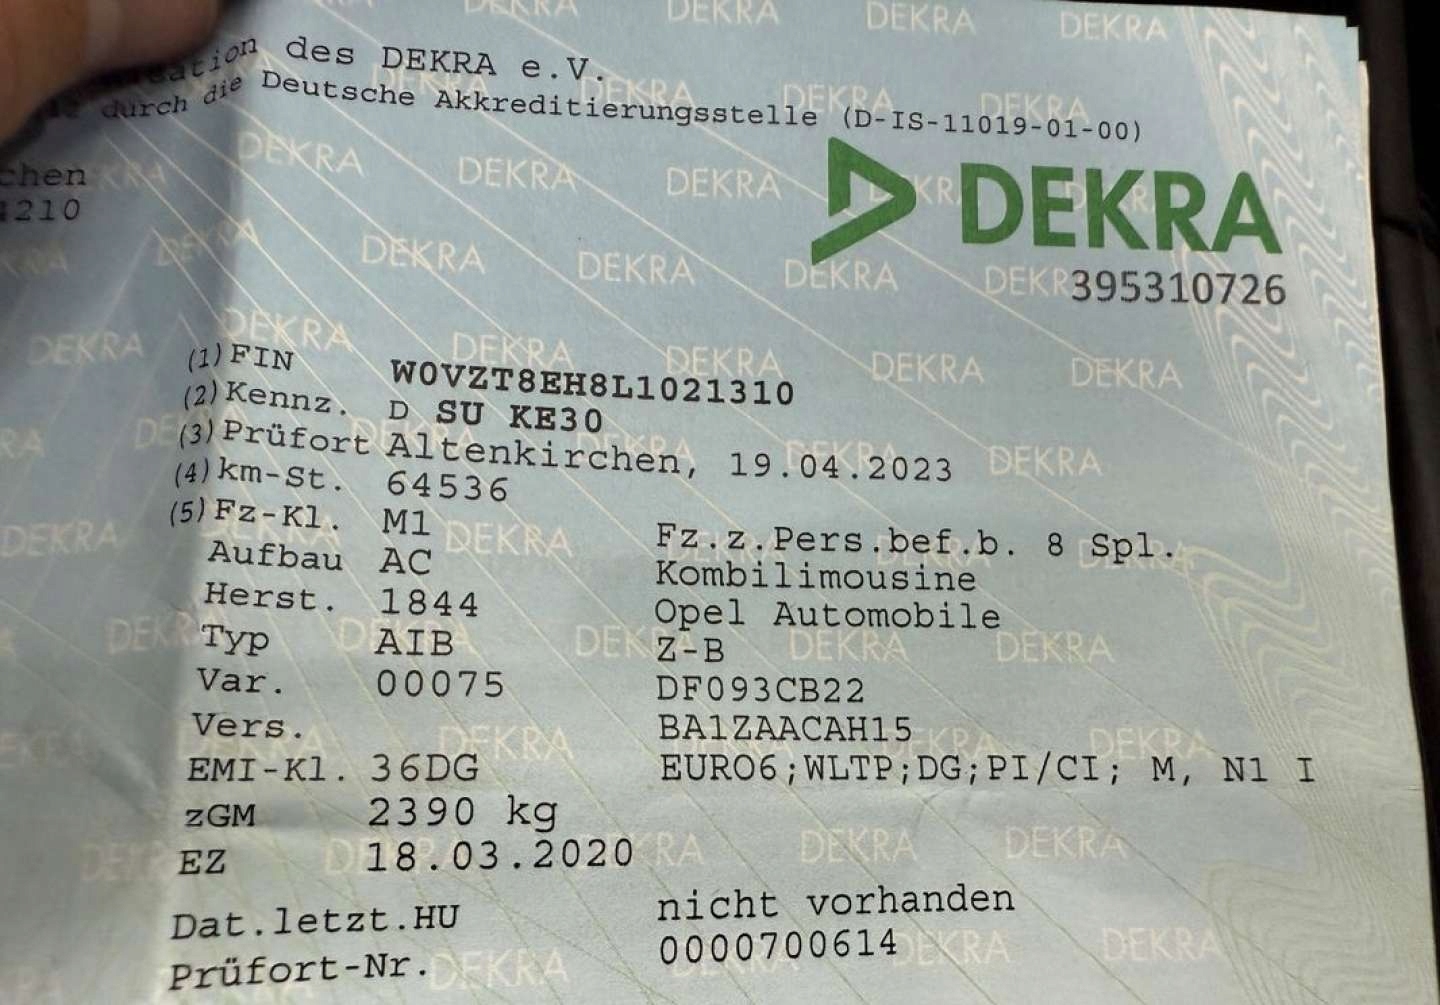 des DEKRA e.V.
durch die Deutsche Akkreditierungsstelle (D-IS-11019-01-00)
chen
210
DEKRA
395310726
(1) FIN W0VZT8EH8L1021310
(2) Kennz. D SU KE30
(3) Prüfort Altenkirchen, 19.04.2023
(4) km-St. 64536
(5) Fz-Kl. M1 Fz.z.Pers.bef.b. 8 Spl.
Aufbau AC Kombilimousine
Herst. 1844 Opel Automobile
Typ AIB Z-B
Var. 00075 DF093CB22
Vers. BA1ZAACAH15
EMI-Kl. 36DG EURO6;WLTP;DG;PI/CI; M, N1 I
zGM 2390 kg
EZ 18.03.2020
Dat.letzt.HU nicht vorhanden
Prüfort-Nr. 0000700614